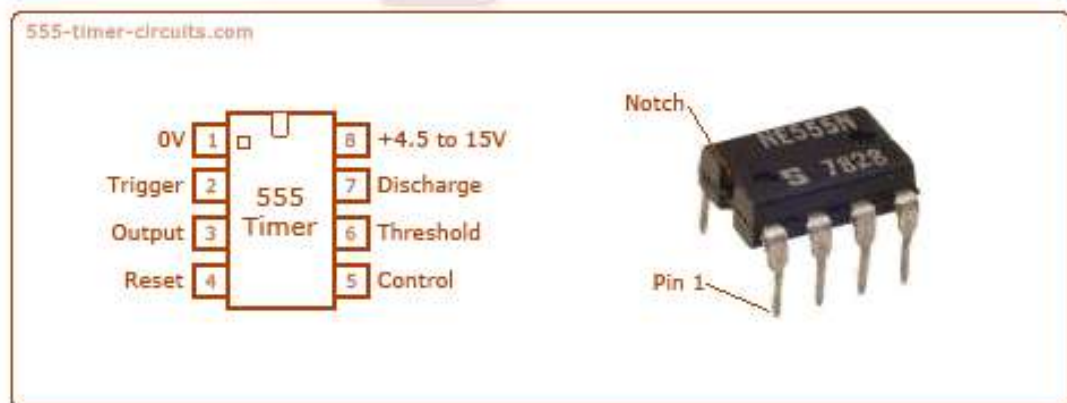 555-timer-circuits.com
0V 1
8 +4.5 to 15V
Trigger 2
7 Discharge
555
Timer
Output 3
6 Threshold
Reset 4
5 Control
Notch
NE555N
S 7828
Pin 1